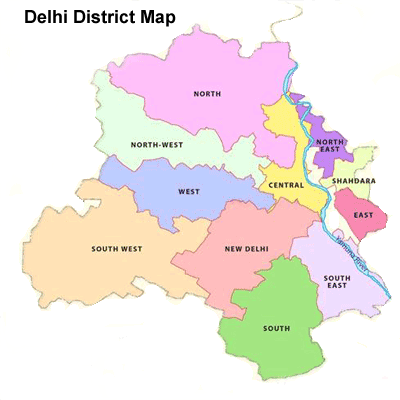 Delhi District Map
NORTH
NORTH-WEST
NORTH
EAST
SHAHDARA
WEST
CENTRAL
EAST
SOUTH WEST
NEW DELHI
Yamuna River
SOUTH
EAST
SOUTH